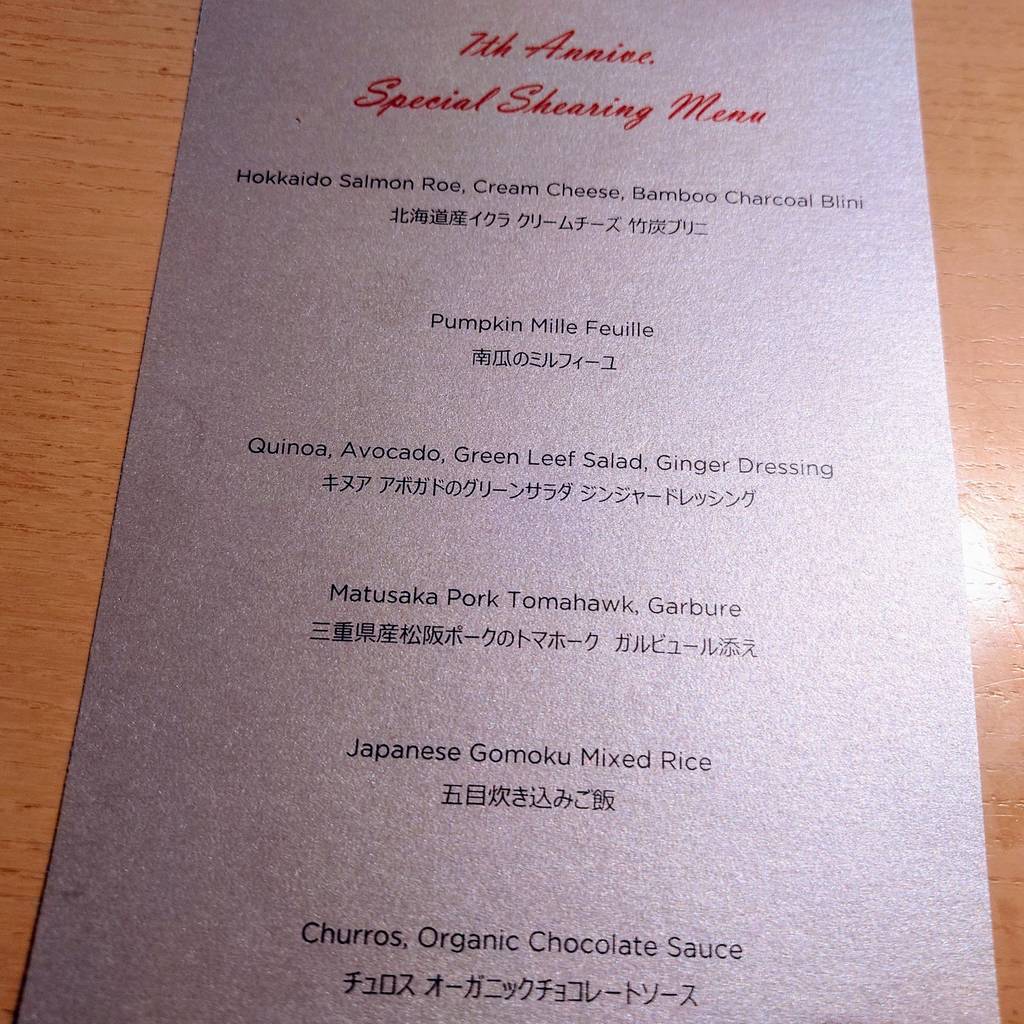 7th Annive.
Special Shearing Menu
Hokkaido Salmon Roe, Cream Cheese, Bamboo Charcoal Blini
北海道産イクラ クリームチーズ 竹炭ブリニ
Pumpkin Mille Feuille
南瓜のミルフィーユ
Quinoa, Avocado, Green Leef Salad, Ginger Dressing
キヌア アボガドのグリーンサラダ ジンジャードレッシング
Matusaka Pork Tomahawk, Garbure
三重県産松阪ポークのトマホーク ガルビュール添え
Japanese Gomoku Mixed Rice
五目炊き込みご飯
Churros, Organic Chocolate Sauce
チュロス オーガニックチョコレートソース